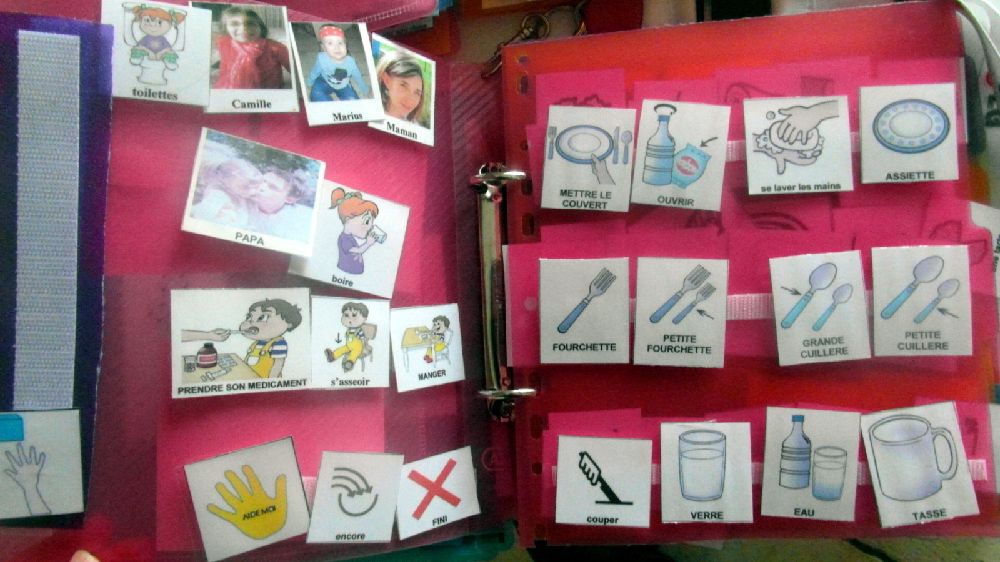 toilettes
Camille
Marius
Maman
PAPA
boire
PRENDRE SON MEDICAMENT
s'asseoir
MANGER
AIDE MOI
encore
FINI
METTRE LE
COUVERT
OUVRIR
se laver les mains
ASSIETTE
FOURCHETTE
PETITE
FOURCHETTE
GRANDE
CUILLERE
PETITE
CUILLERE
couper
VERRE
EAU
TASSE